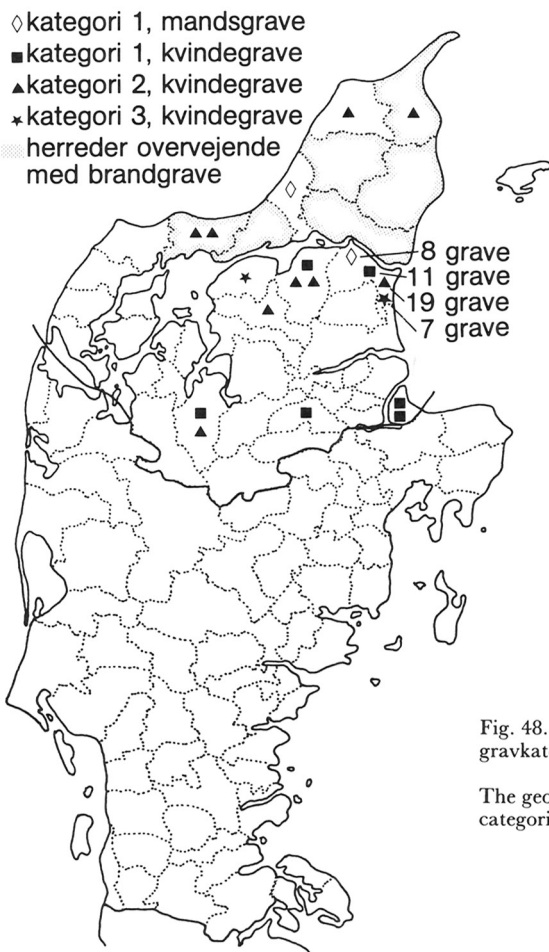 kategori 1, mandsgrave
kategori 1, kvindegrave
kategori 2, kvindegrave
kategori 3, kvindegrave
herreder overvejende
med brandgrave
8 grave
11 grave
19 grave
7 grave
Fig. 48.
gravkat
The geo
categori